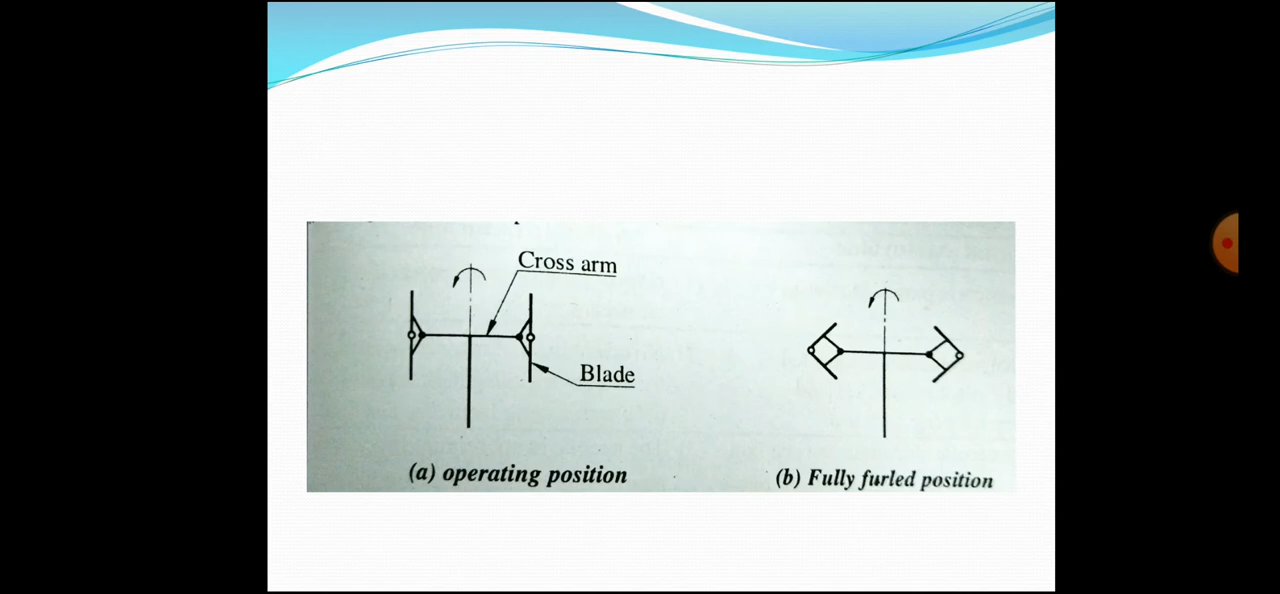 Cross arm
Blade
(a) operating position
(b) Fully furled position